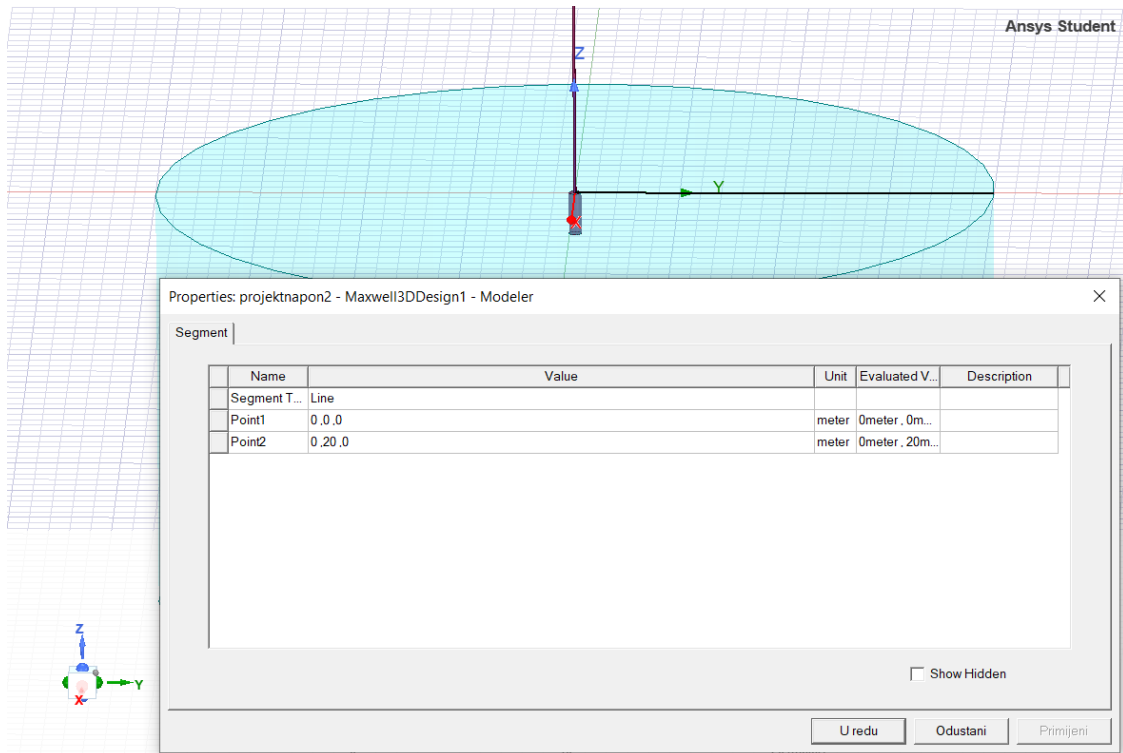 Ansys Student
Z
Y
X
Properties: projektnapon2 - Maxwell3DDesign1 - Modeler
Segment
Name Value Unit Evaluated V... Description
Segment T... Line
Point1 0 ,0 ,0 meter 0meter , 0m...
Point2 0 ,20 ,0 meter 0meter , 20m...
Show Hidden
Z
Y
X
U redu Odustani Primijeni